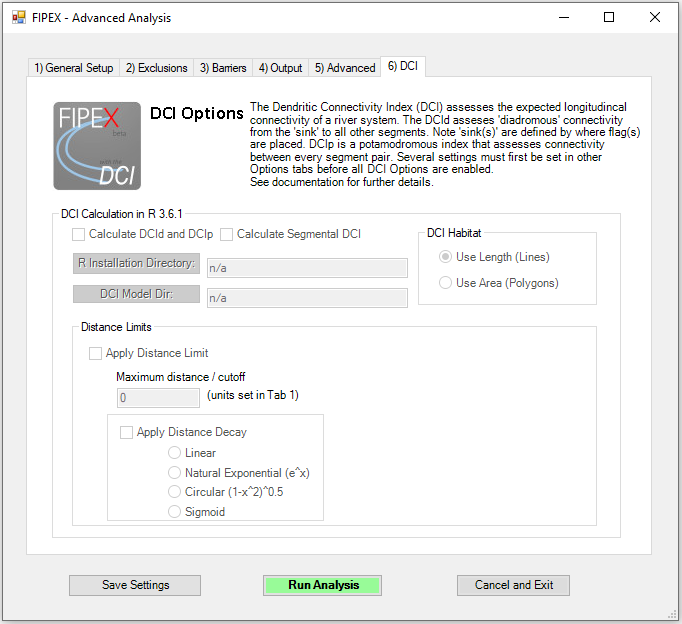 FIPEX - Advanced Analysis
1) General Setup 2) Exclusions 3) Barriers 4) Output 5) Advanced 6) DCI
FIPEX
beta
with the
DCI
DCI Options
The Dendritic Connectivity Index (DCI) assesses the expected longitudincal
connectivity of a river system. The DCId asseses 'diadromous' connectivity
from the 'sink' to all other segments. Note 'sink(s)' are defined by where flag(s)
are placed. DCIp is a potamodromous index that assesses connectivity
between every segment pair. Several settings must first be set in other
Options tabs before all DCI Options are enabled.
See documentation for further details.
DCI Calculation in R 3.6.1
Calculate DCId and DCIp Calculate Segmental DCI
R Installation Directory: n/a
DCI Model Dir: n/a
DCI Habitat
Use Length (Lines)
Use Area (Polygons)
Distance Limits
Apply Distance Limit
Maximum distance / cutoff
0 (units set in Tab 1)
Apply Distance Decay
Linear
Natural Exponential (e^x)
Circular (1-x^2)^0.5
Sigmoid
Save Settings Run Analysis Cancel and Exit